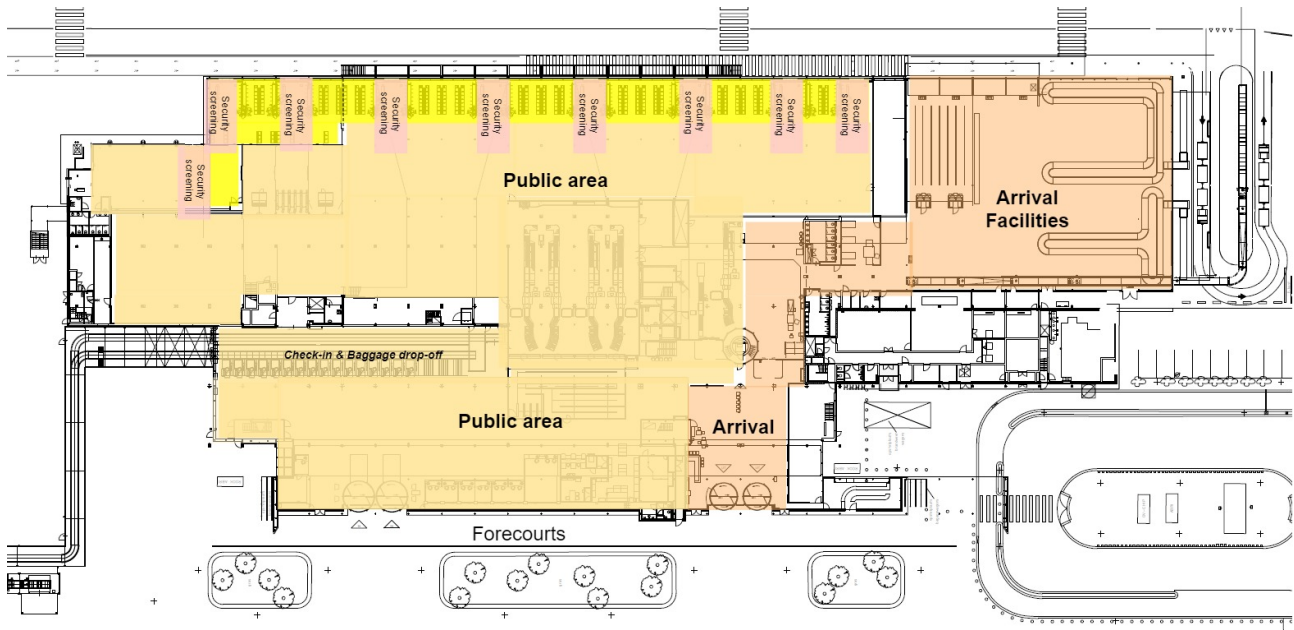 Security
screening
Security
screening
Security
screening
Security
screening
Security
screening
Security
screening
Security
screening
Security
screening
Security
screening
Public area
Arrival
Facilities
Check-in & Baggage drop-off
Public area
Arrival
Forecourts